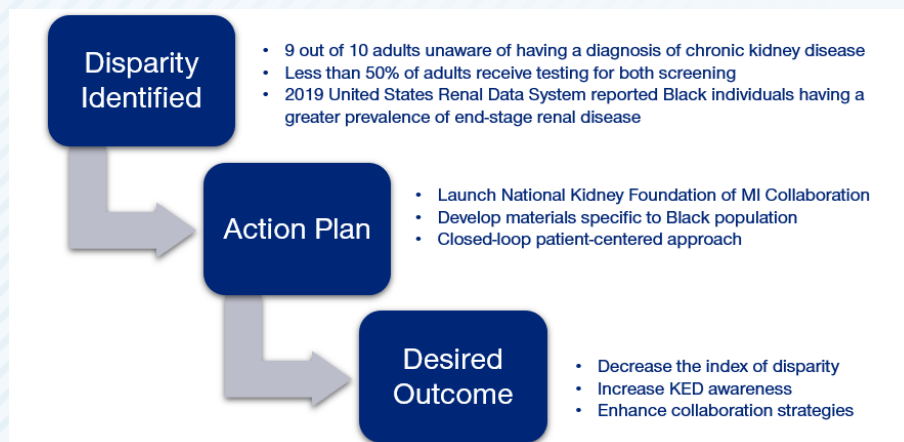 Disparity
Identified
• 9 out of 10 adults unaware of having a diagnosis of chronic kidney disease
• Less than 50% of adults receive testing for both screening
• 2019 United States Renal Data System reported Black individuals having a
greater prevalence of end-stage renal disease
Action Plan
• Launch National Kidney Foundation of MI Collaboration
• Develop materials specific to Black population
• Closed-loop patient-centered approach
Desired
Outcome
• Decrease the index of disparity
• Increase KED awareness
• Enhance collaboration strategies